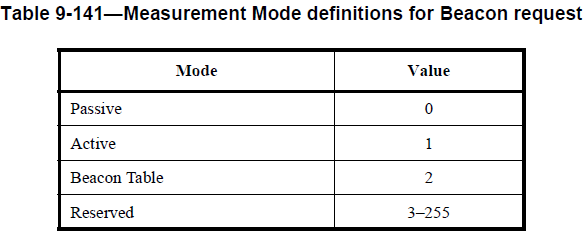 Table 9-141—Measurement Mode definitions for Beacon request
Mode Value
Passive 0
Active 1
Beacon Table 2
Reserved 3–255